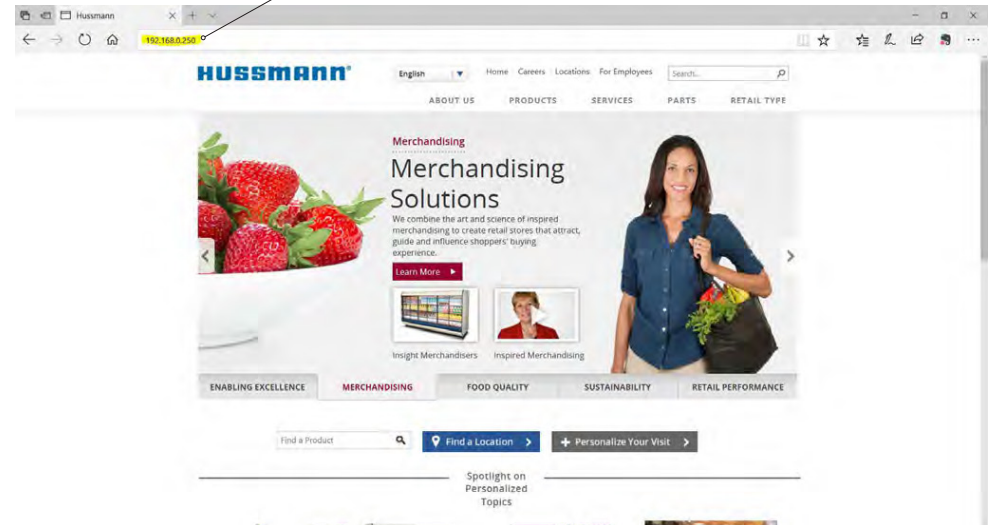 Hussmann
192.168.0.250
HUSSMANN®
English
Home Careers Locations For Employees
Search...
ABOUT US PRODUCTS SERVICES PARTS RETAIL TYPE
Merchandising
Merchandising
Solutions
We combine the art and science of inspired
merchandising to create retail stores that attract,
guide and influence shoppers' buying
experience.
Learn More
Insight Merchandisers Inspired Merchandising
ENABLING EXCELLENCE MERCHANDISING FOOD QUALITY SUSTAINABILITY RETAIL PERFORMANCE
Find a Product
Find a Location
Personalize Your Visit
Spotlight on
Personalized
Topics